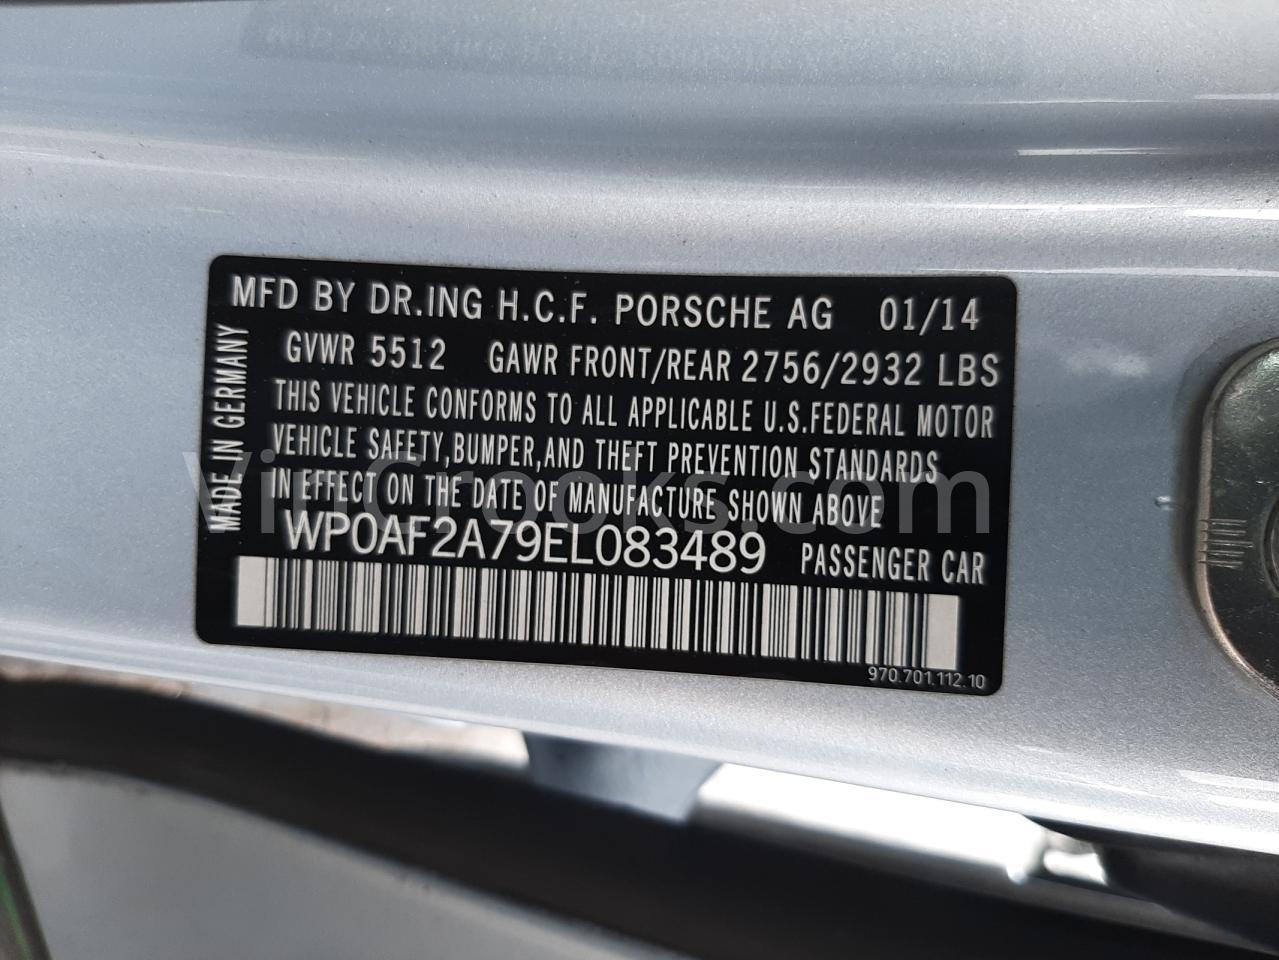 MFD BY DR.ING H.C.F. PORSCHE AG 01/14
GVWR 5512 GAWR FRONT/REAR 2756/2932 LBS
THIS VEHICLE CONFORMS TO ALL APPLICABLE U.S.FEDERAL MOTOR
VEHICLE SAFETY,BUMPER,AND THEFT PREVENTION STANDARDS
IN EFFECT ON THE DATE OF MANUFACTURE SHOWN ABOVE
WP0AF2A79EL083489 PASSENGER CAR
970.701.112.10
MADE IN GERMANY
VinCrooks.com